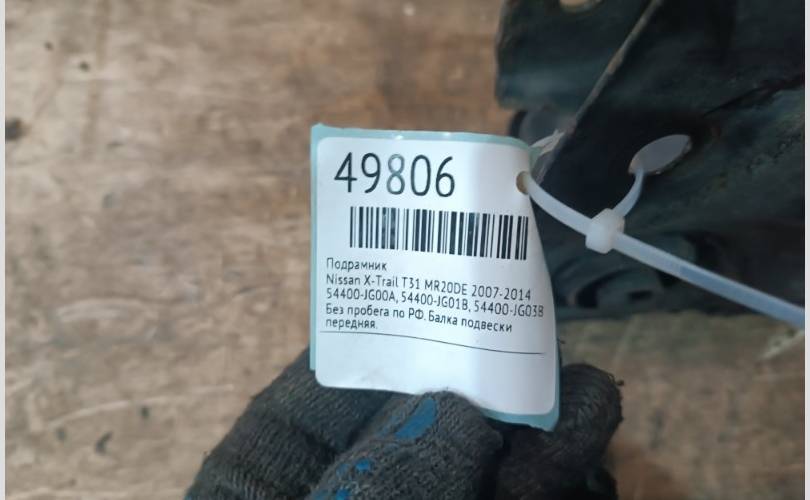 49806
Подрамник
Nissan X-Trail T31 MR20DE 2007-2014
54400-JG00A, 54400-JG01B, 54400-JG03B
Без пробега по РФ. Балка подвески
передняя.